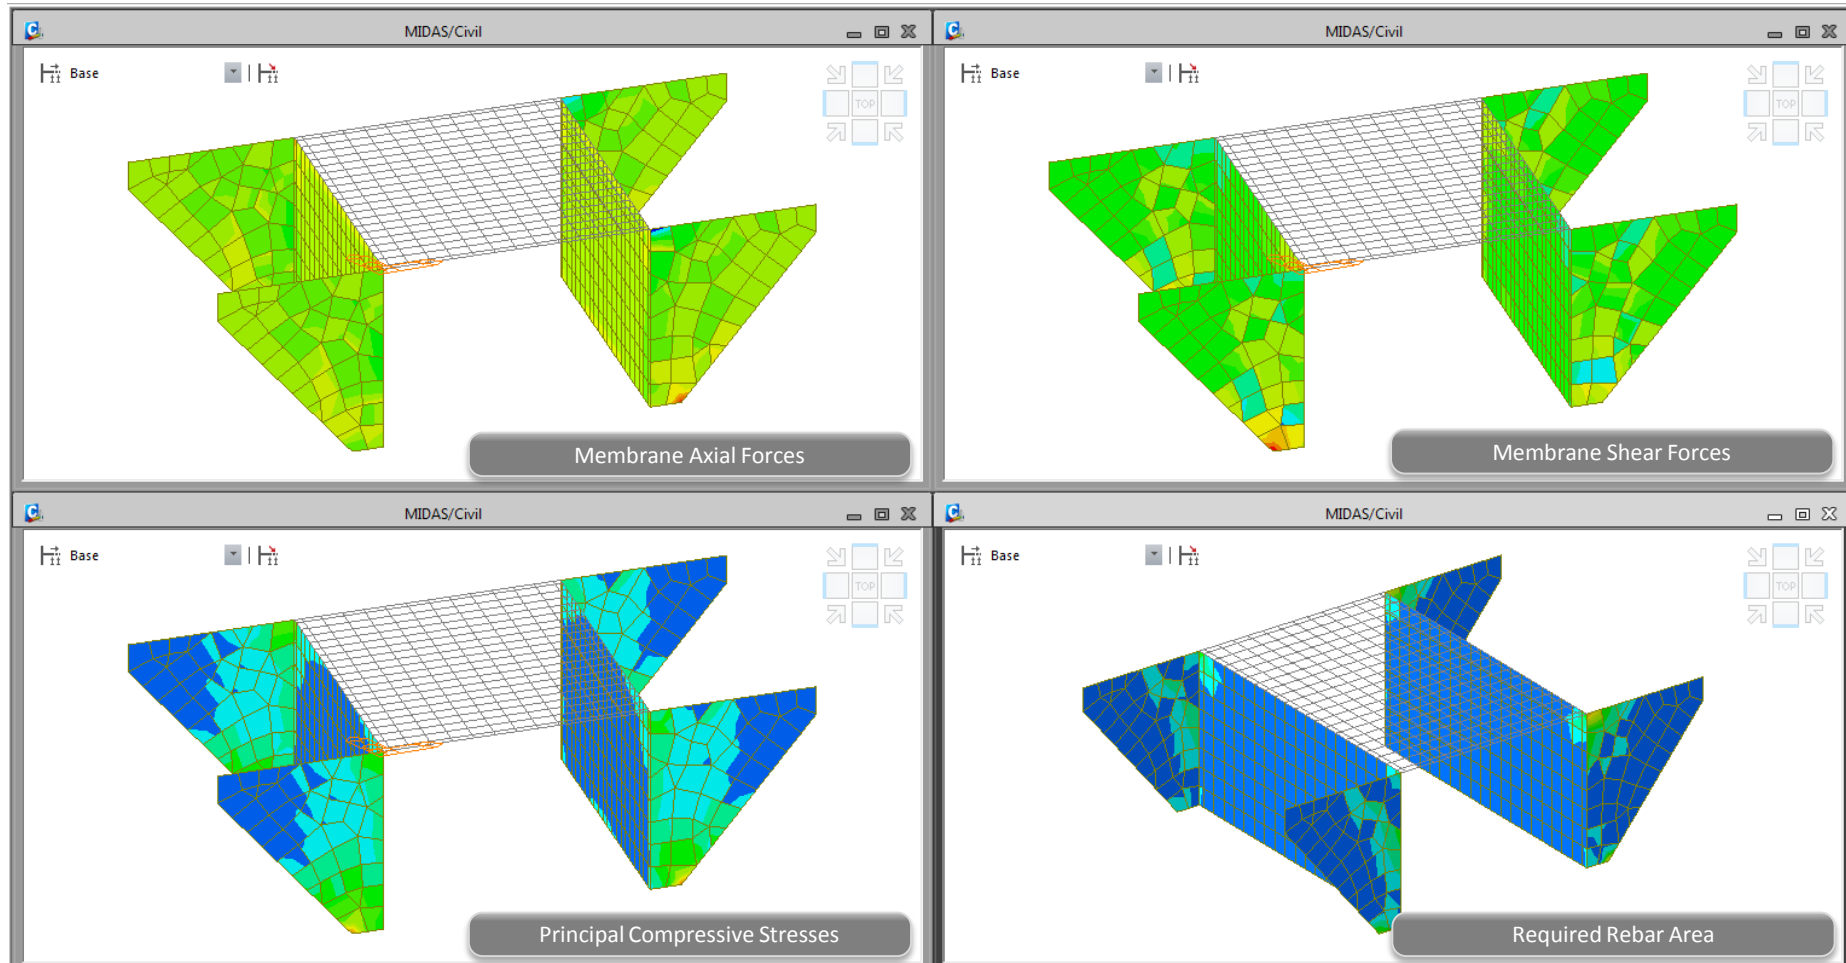 MIDAS/Civil
Base
TOP
Membrane Axial Forces
MIDAS/Civil
Base
TOP
Membrane Shear Forces
MIDAS/Civil
Base
TOP
Principal Compressive Stresses
MIDAS/Civil
Base
TOP
Required Rebar Area